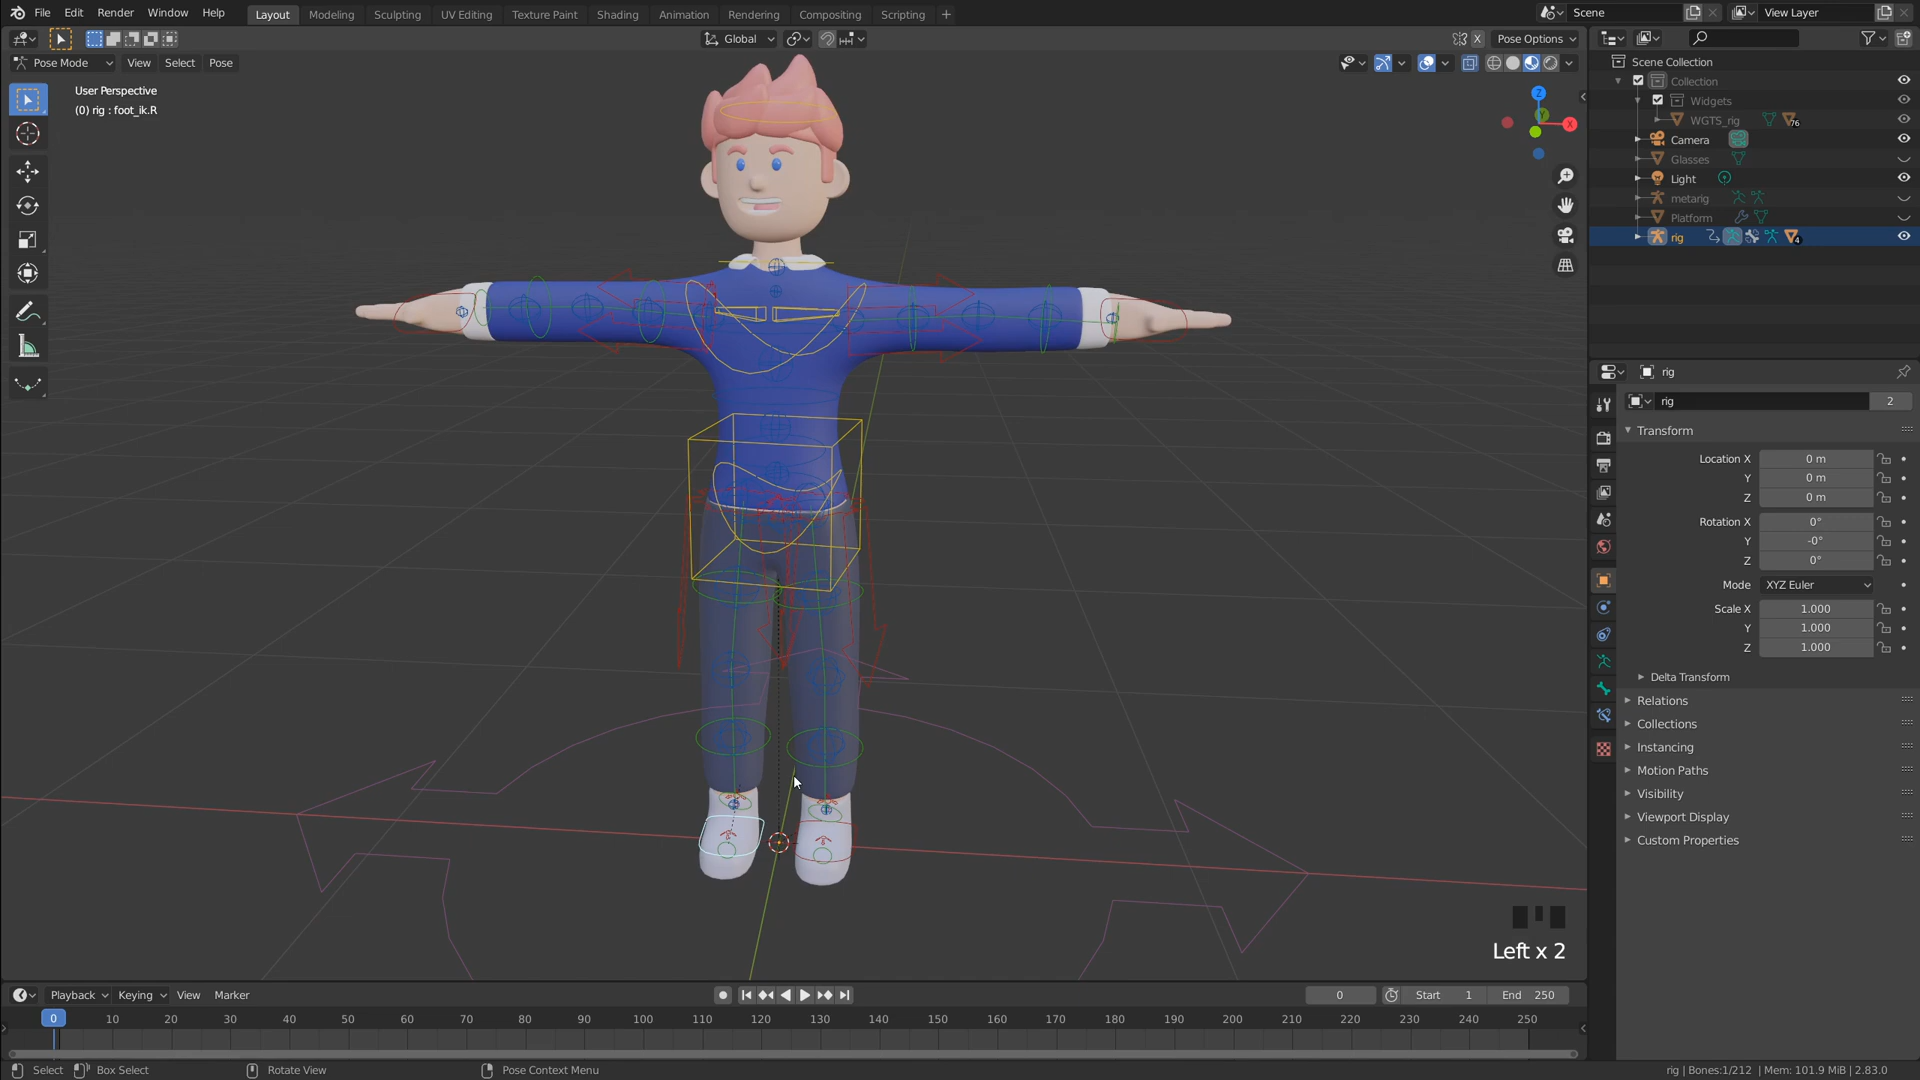 File Edit Render Window Help Layout Modeling Sculpting UV Editing Texture Paint Shading Animation Rendering Compositing Scripting + Scene View Layer
Global Pose Options
Pose Mode View Select Pose
User Perspective
(0) rig : foot_ik.R
Z
Y
X
Scene Collection
Collection
Widgets
WGTS_rig 76
Camera
Glasses
Light
metarig
Platform
rig 4
rig
rig 2
Transform
Location X 0 m
Y 0 m
Z 0 m
Rotation X 0°
Y -0°
Z 0°
Mode XYZ Euler
Scale X 1.000
Y 1.000
Z 1.000
Delta Transform
Relations
Collections
Instancing
Motion Paths
Visibility
Viewport Display
Custom Properties
Left x 2
Playback Keying View Marker 0 Start 1 End 250
0 10 20 30 40 50 60 70 80 90 100 110 120 130 140 150 160 170 180 190 200 210 220 230 240 250
Select Box Select Rotate View Pose Context Menu rig | Bones:1/212 | Mem: 101.9 MiB | 2.83.0